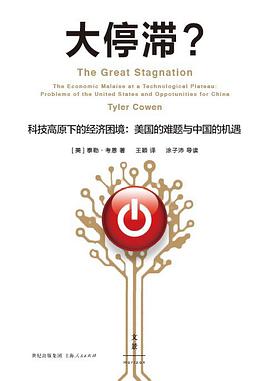 大停滞？
The Great Stagnation
The Economic Malaise at a Technological Plateau:
Problems of the United States and Oppotunities for China
Tyler Cowen
科技高原下的经济困境：美国的难题与中国的机遇
［美］泰勒·考恩 著 王颖 译 涂子沛 导读
文景
Horizon
世纪出版集团 上海人民出版社